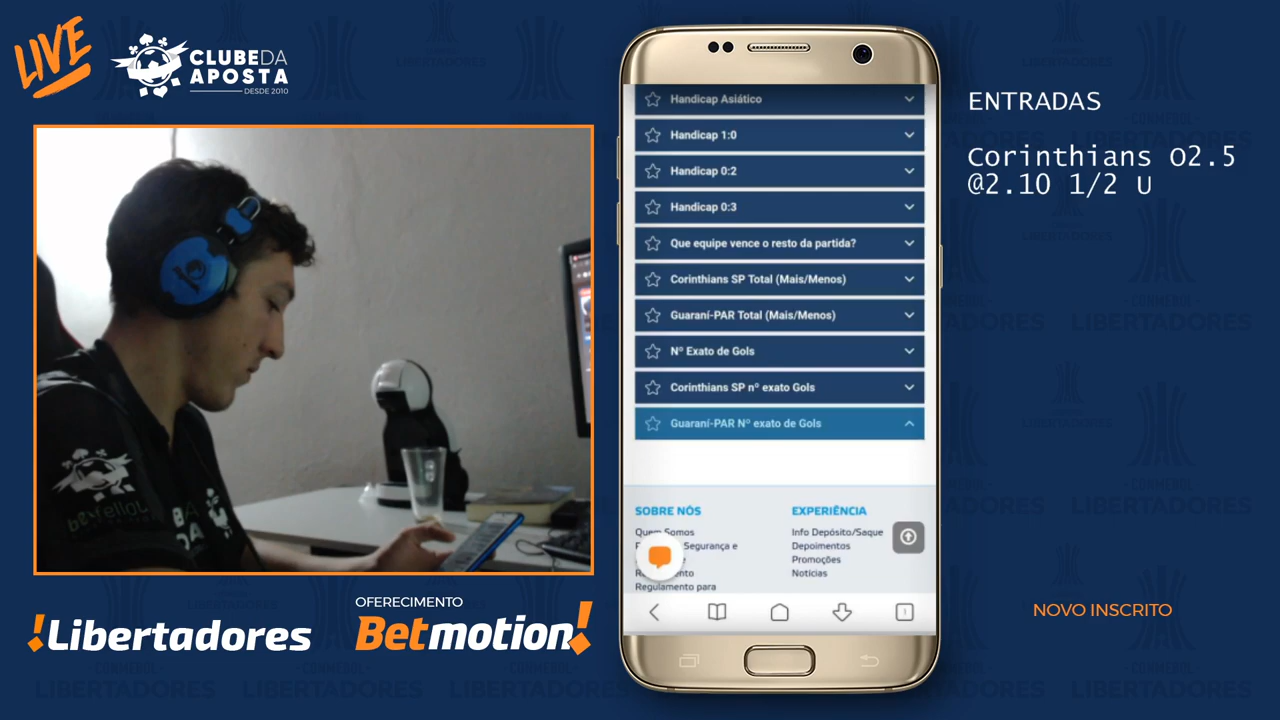 LIVE
CLUBEDA
APOSTA
DESDE 2010
Handicap Asiático
Handicap 1:0
Handicap 0:2
Handicap 0:3
Que equipe vence o resto da partida?
Corinthians SP Total (Mais/Menos)
Guaraní-PAR Total (Mais/Menos)
Nº Exato de Gols
Corinthians SP nº exato Gols
Guaraní-PAR Nº exato de Gols
SOBRE NÓS
Quem Somos
Segurança e
Regulamento para
EXPERIÊNCIA
Info Depósito/Saque
Depoimentos
Promoções
Notícias
1
ENTRADAS
Corinthians O2.5
@2.10 1/2 U
NOVO INSCRITO
!Libertadores
OFERECIMENTO
Betmotion!
LIBERTADORES